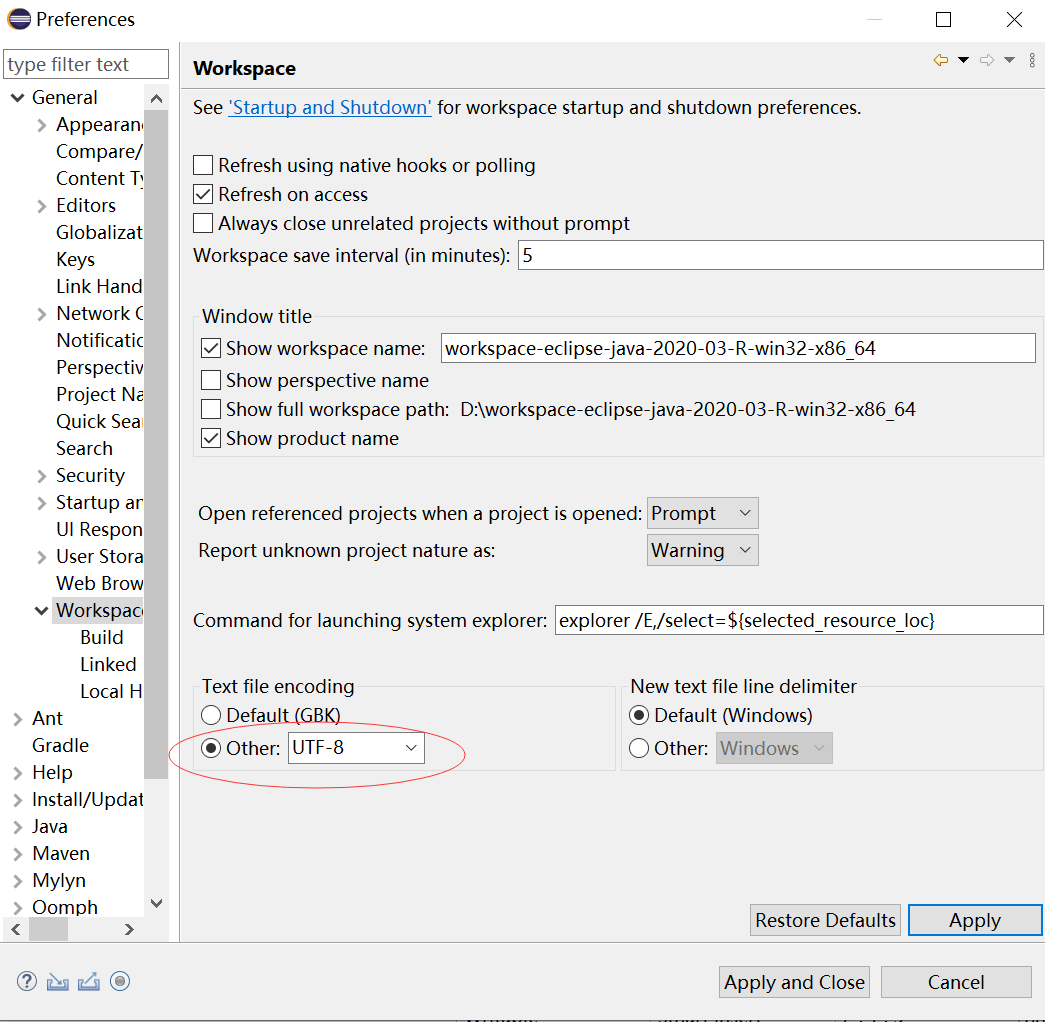 Preferences
type filter text
General
Appearan
Compare/
Content Ty
Editors
Globalizat
Keys
Link Hand
Network C
Notificatic
Perspectiv
Project Na
Quick Sear
Search
Security
Startup an
UI Respon
User Stora
Web Brow
Workspac
Build
Linked
Local H
Ant
Gradle
Help
Install/Updat
Java
Maven
Mylyn
Oomph
Workspace
See 'Startup and Shutdown' for workspace startup and shutdown preferences.
Refresh using native hooks or polling
Refresh on access
Always close unrelated projects without prompt
Workspace save interval (in minutes): 5
Window title
Show workspace name: workspace-eclipse-java-2020-03-R-win32-x86_64
Show perspective name
Show full workspace path: D:\workspace-eclipse-java-2020-03-R-win32-x86_64
Show product name
Open referenced projects when a project is opened: Prompt
Report unknown project nature as: Warning
Command for launching system explorer: explorer /E,/select=${selected_resource_loc}
Text file encoding
Default (GBK)
Other: UTF-8
New text file line delimiter
Default (Windows)
Other: Windows
Restore Defaults Apply
Apply and Close Cancel